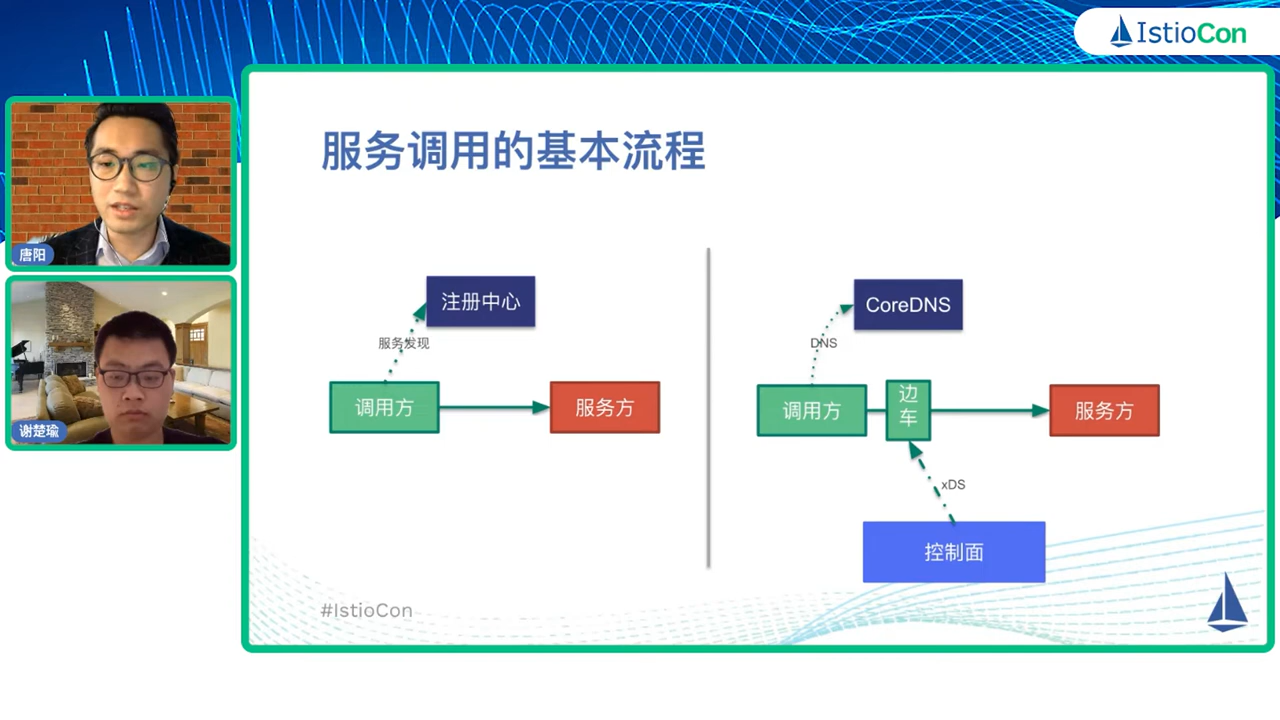 IstioCon
唐阳
谢楚瑜
服务调用的基本流程
注册中心
服务发现
调用方
服务方
CoreDNS
DNS
调用方
边
车
服务方
xDS
控制面
#IstioCon